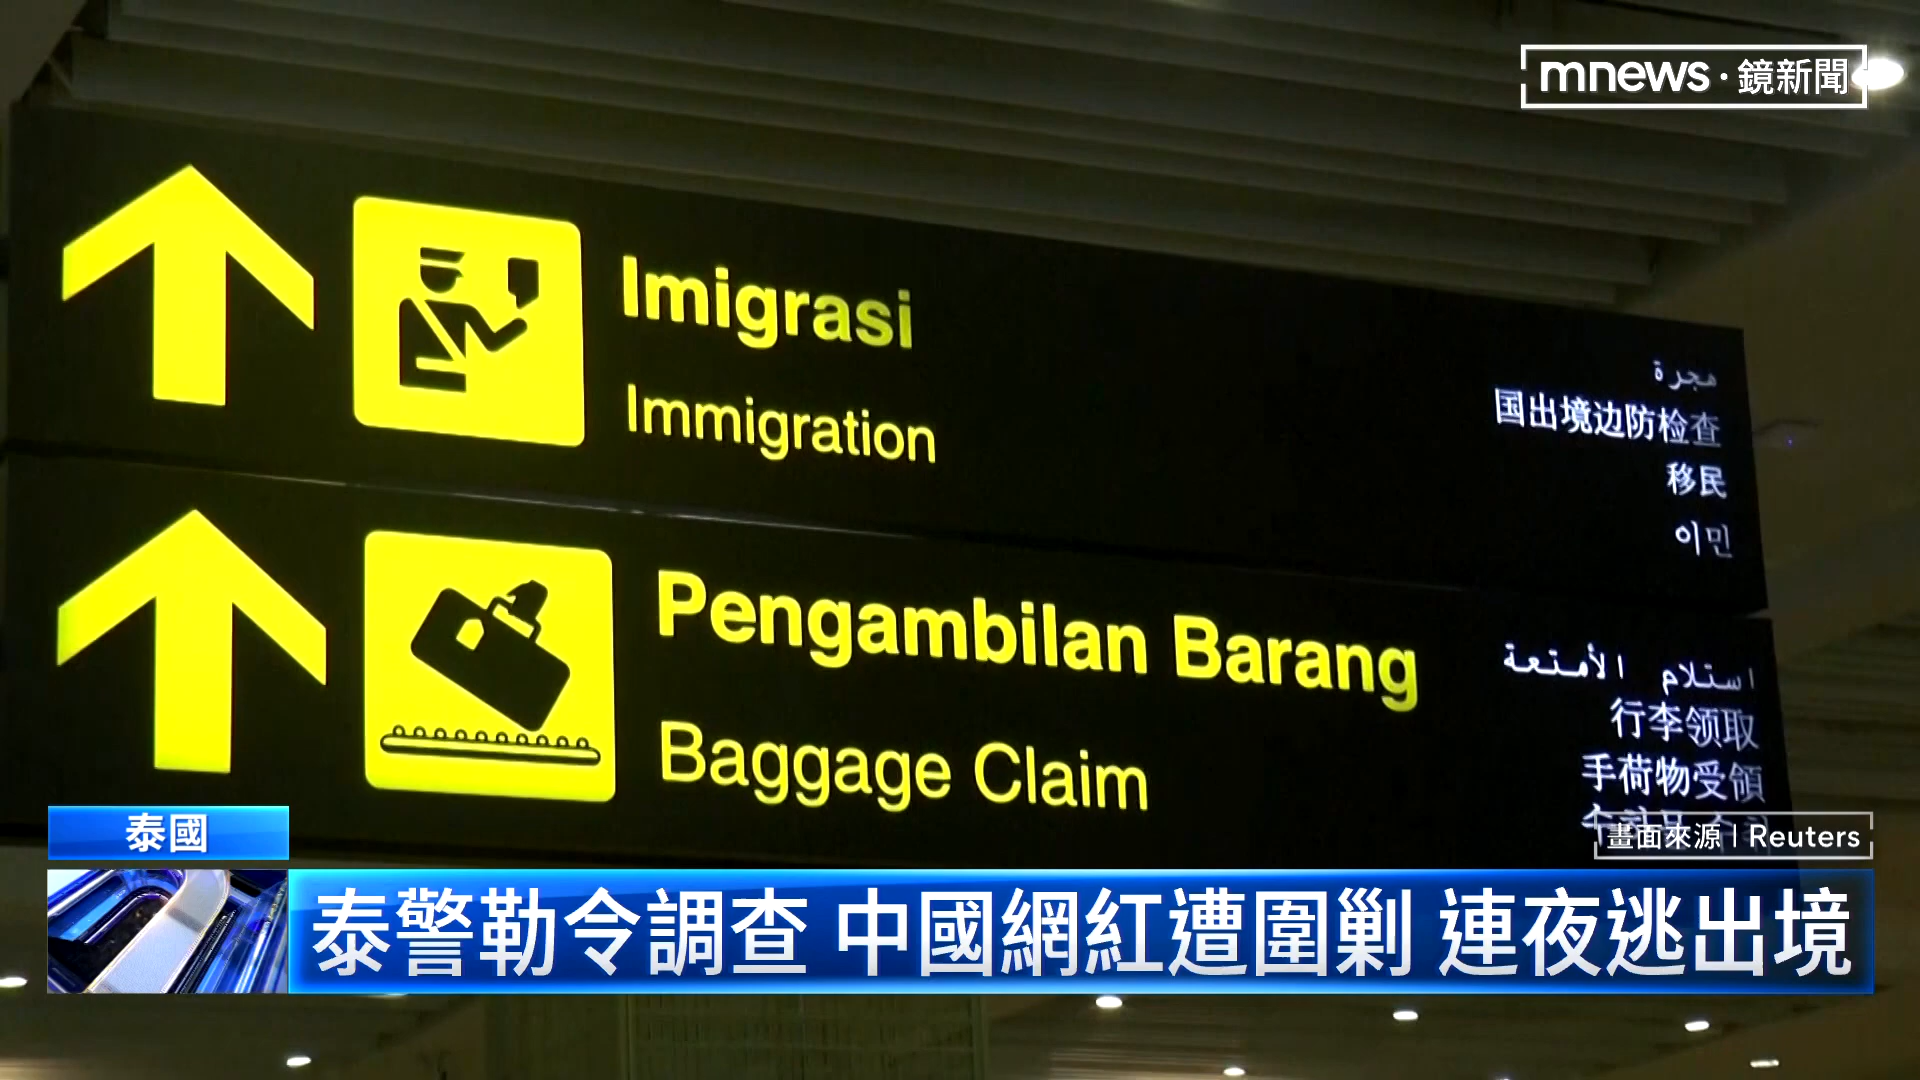 mnews·鏡新聞
Imigrasi
Immigration
هجرة
国出境边防检查
移民
이민
Pengambilan Barang
Baggage Claim
استلام الأمتعة
行李领取
手荷物受領
畫面來源 | Reuters
泰國
泰警勒令調查 中國網紅遭圍剿 連夜逃出境